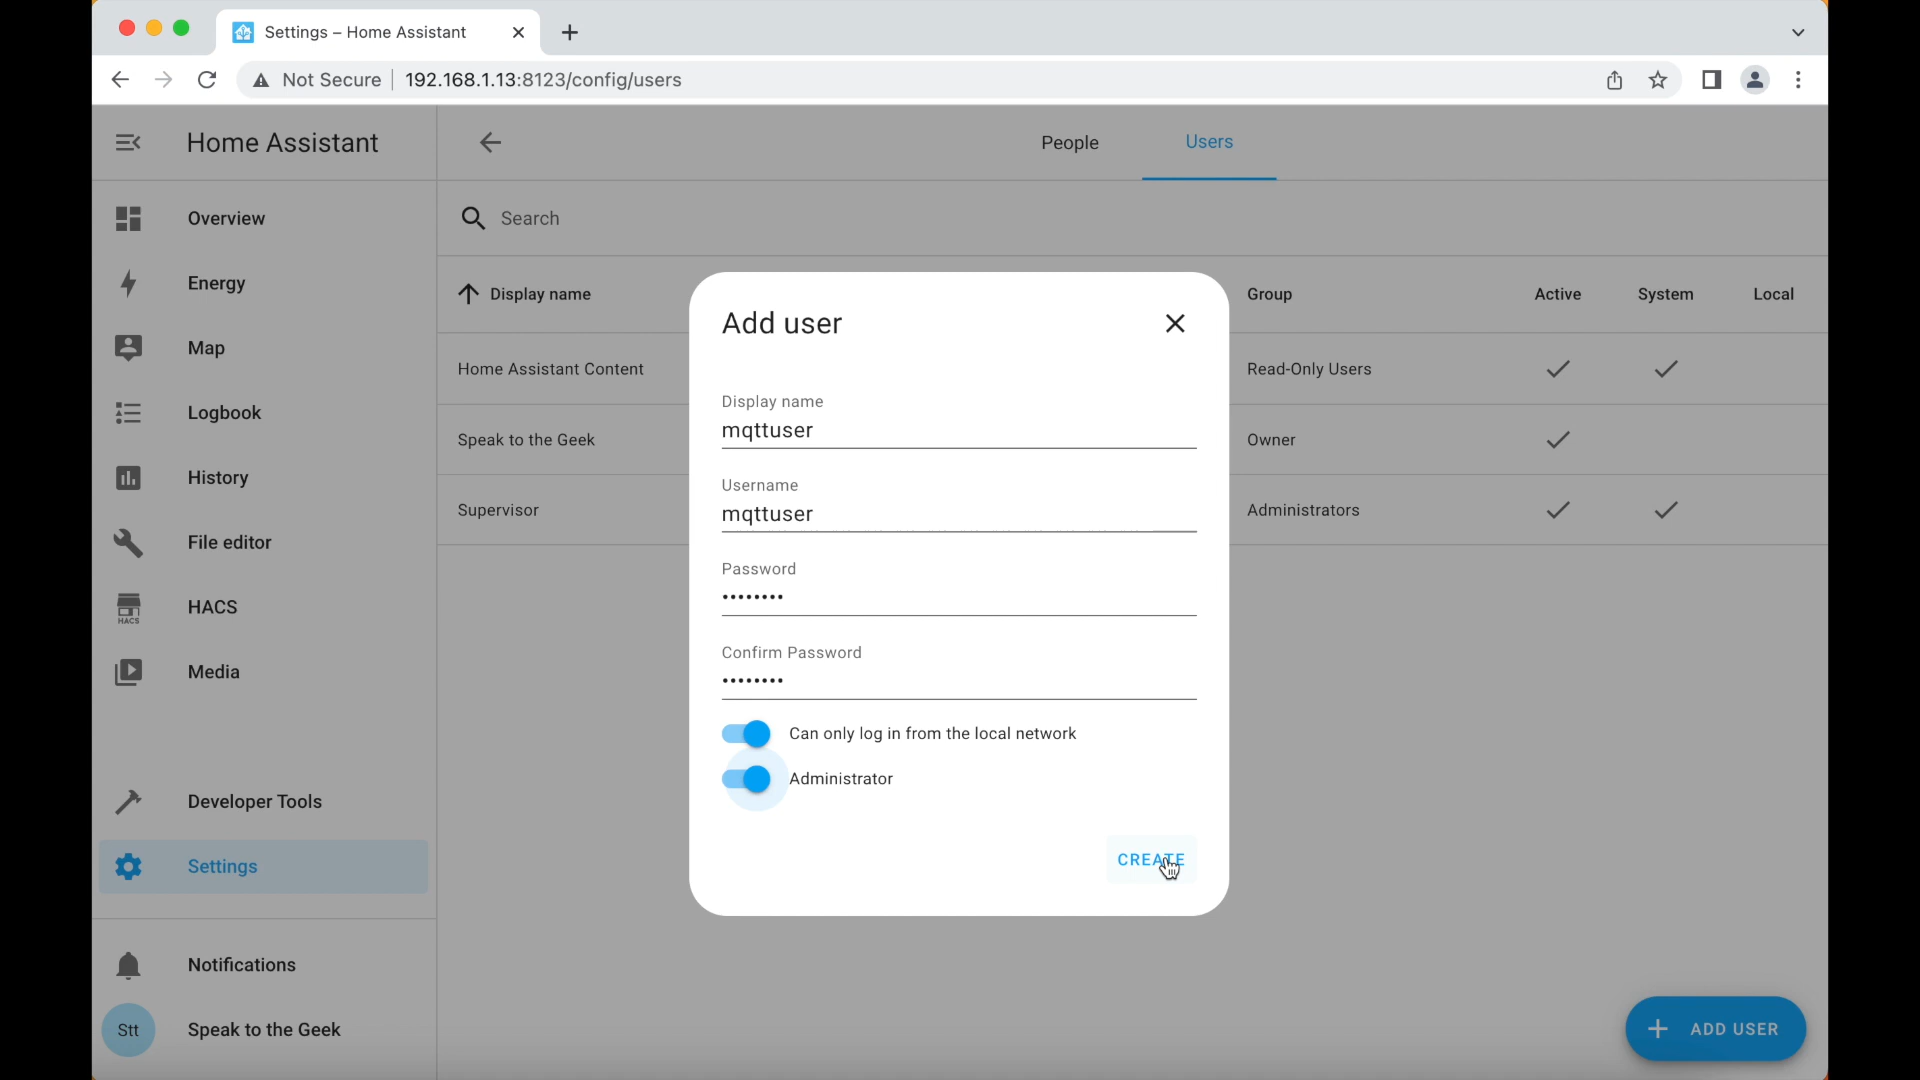 Settings – Home Assistant
Not Secure 192.168.1.13:8123/config/users
Home Assistant
People
Users
Overview
Energy
Map
Logbook
History
File editor
HACS
HACS
Media
Developer Tools
Settings
Notifications
Stt
Speak to the Geek
Search
Display name Group Active System Local
Home Assistant Content Read-Only Users
Speak to the Geek Owner
Supervisor Administrators
Add user
Display name
mqttuser
Username
mqttuser
Password
••••••••
Confirm Password
••••••••
Can only log in from the local network
Administrator
CREATE
ADD USER